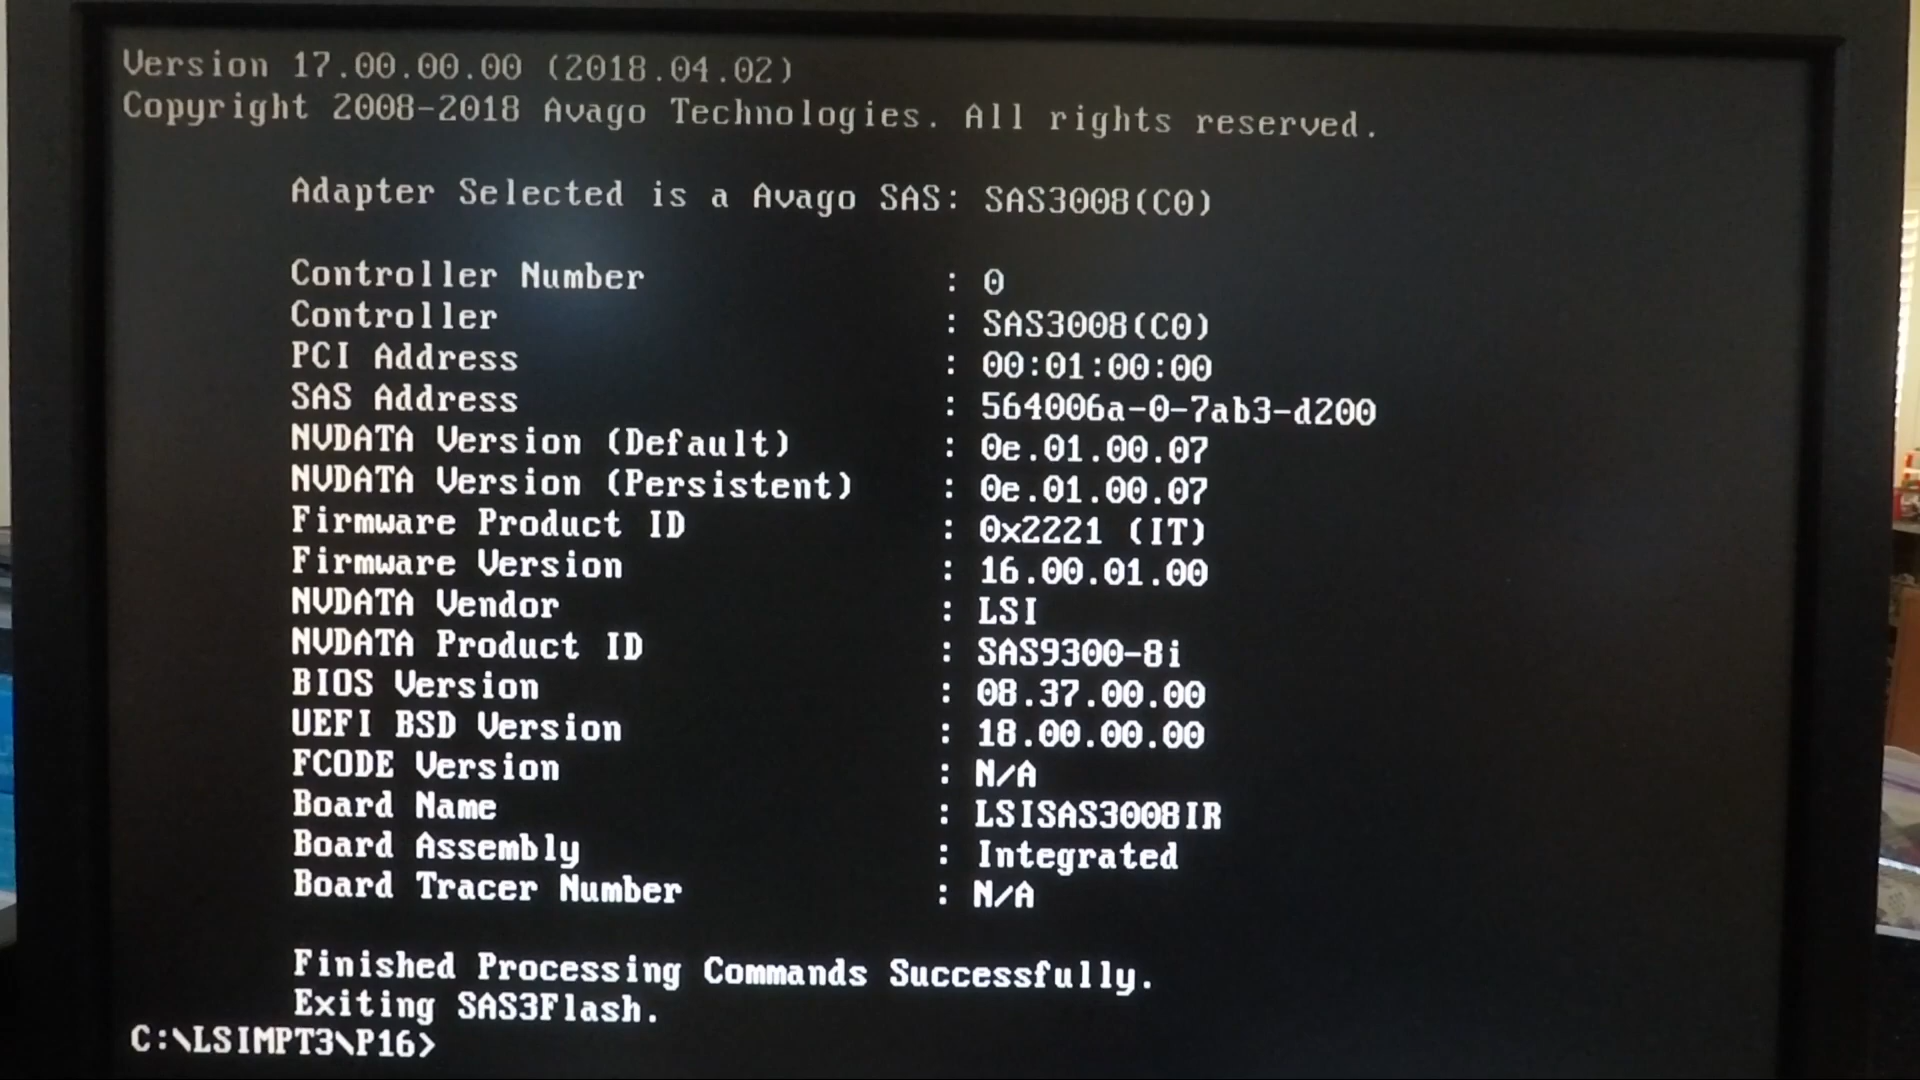 Version 17.00.00.00 (2018.04.02)
Copyright 2008-2018 Avago Technologies. All rights reserved.
Adapter Selected is a Avago SAS: SAS3008(C0)
Controller Number : 0
Controller : SAS3008(C0)
PCI Address : 00:01:00:00
SAS Address : 564006a-0-7ab3-d200
NVDATA Version (Default) : 0e.01.00.07
NVDATA Version (Persistent) : 0e.01.00.07
Firmware Product ID : 0x2221 (IT)
Firmware Version : 16.00.01.00
NVDATA Vendor : LSI
NVDATA Product ID : SAS9300-8i
BIOS Version : 08.37.00.00
UEFI BSD Version : 18.00.00.00
FCODE Version : N/A
Board Name : LSISAS3008IR
Board Assembly : Integrated
Board Tracer Number : N/A
Finished Processing Commands Successfully.
Exiting SAS3Flash.
C:\LSIMPT3\P16>